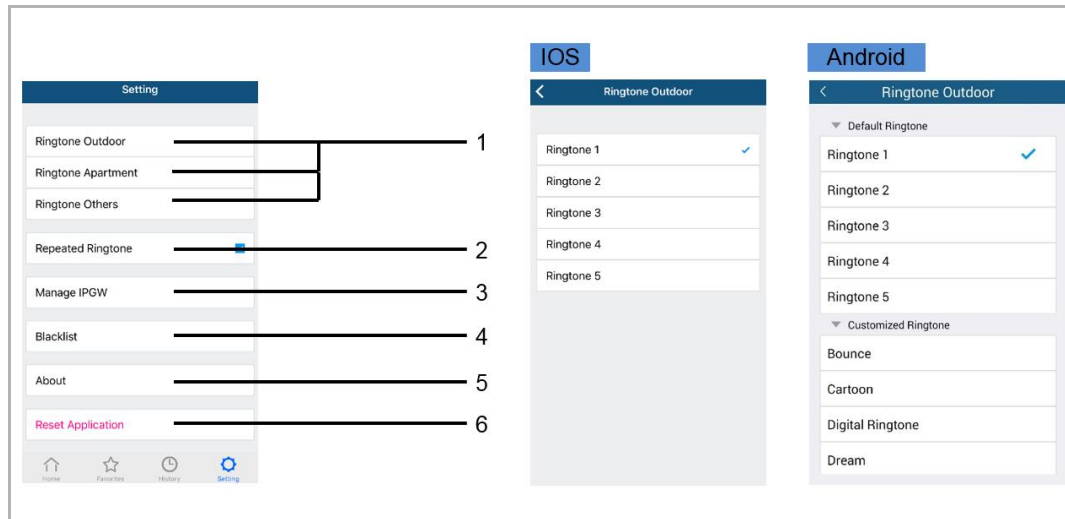 Setting
Ringtone Outdoor
Ringtone Apartment
Ringtone Others
Repeated Ringtone
Manage IPGW
Blacklist
About
Reset Application
Home Favorites History Setting
1
2
3
4
5
6
IOS
Ringtone Outdoor
Ringtone 1
Ringtone 2
Ringtone 3
Ringtone 4
Ringtone 5
Android
Ringtone Outdoor
Default Ringtone
Ringtone 1
Ringtone 2
Ringtone 3
Ringtone 4
Ringtone 5
Customized Ringtone
Bounce
Cartoon
Digital Ringtone
Dream